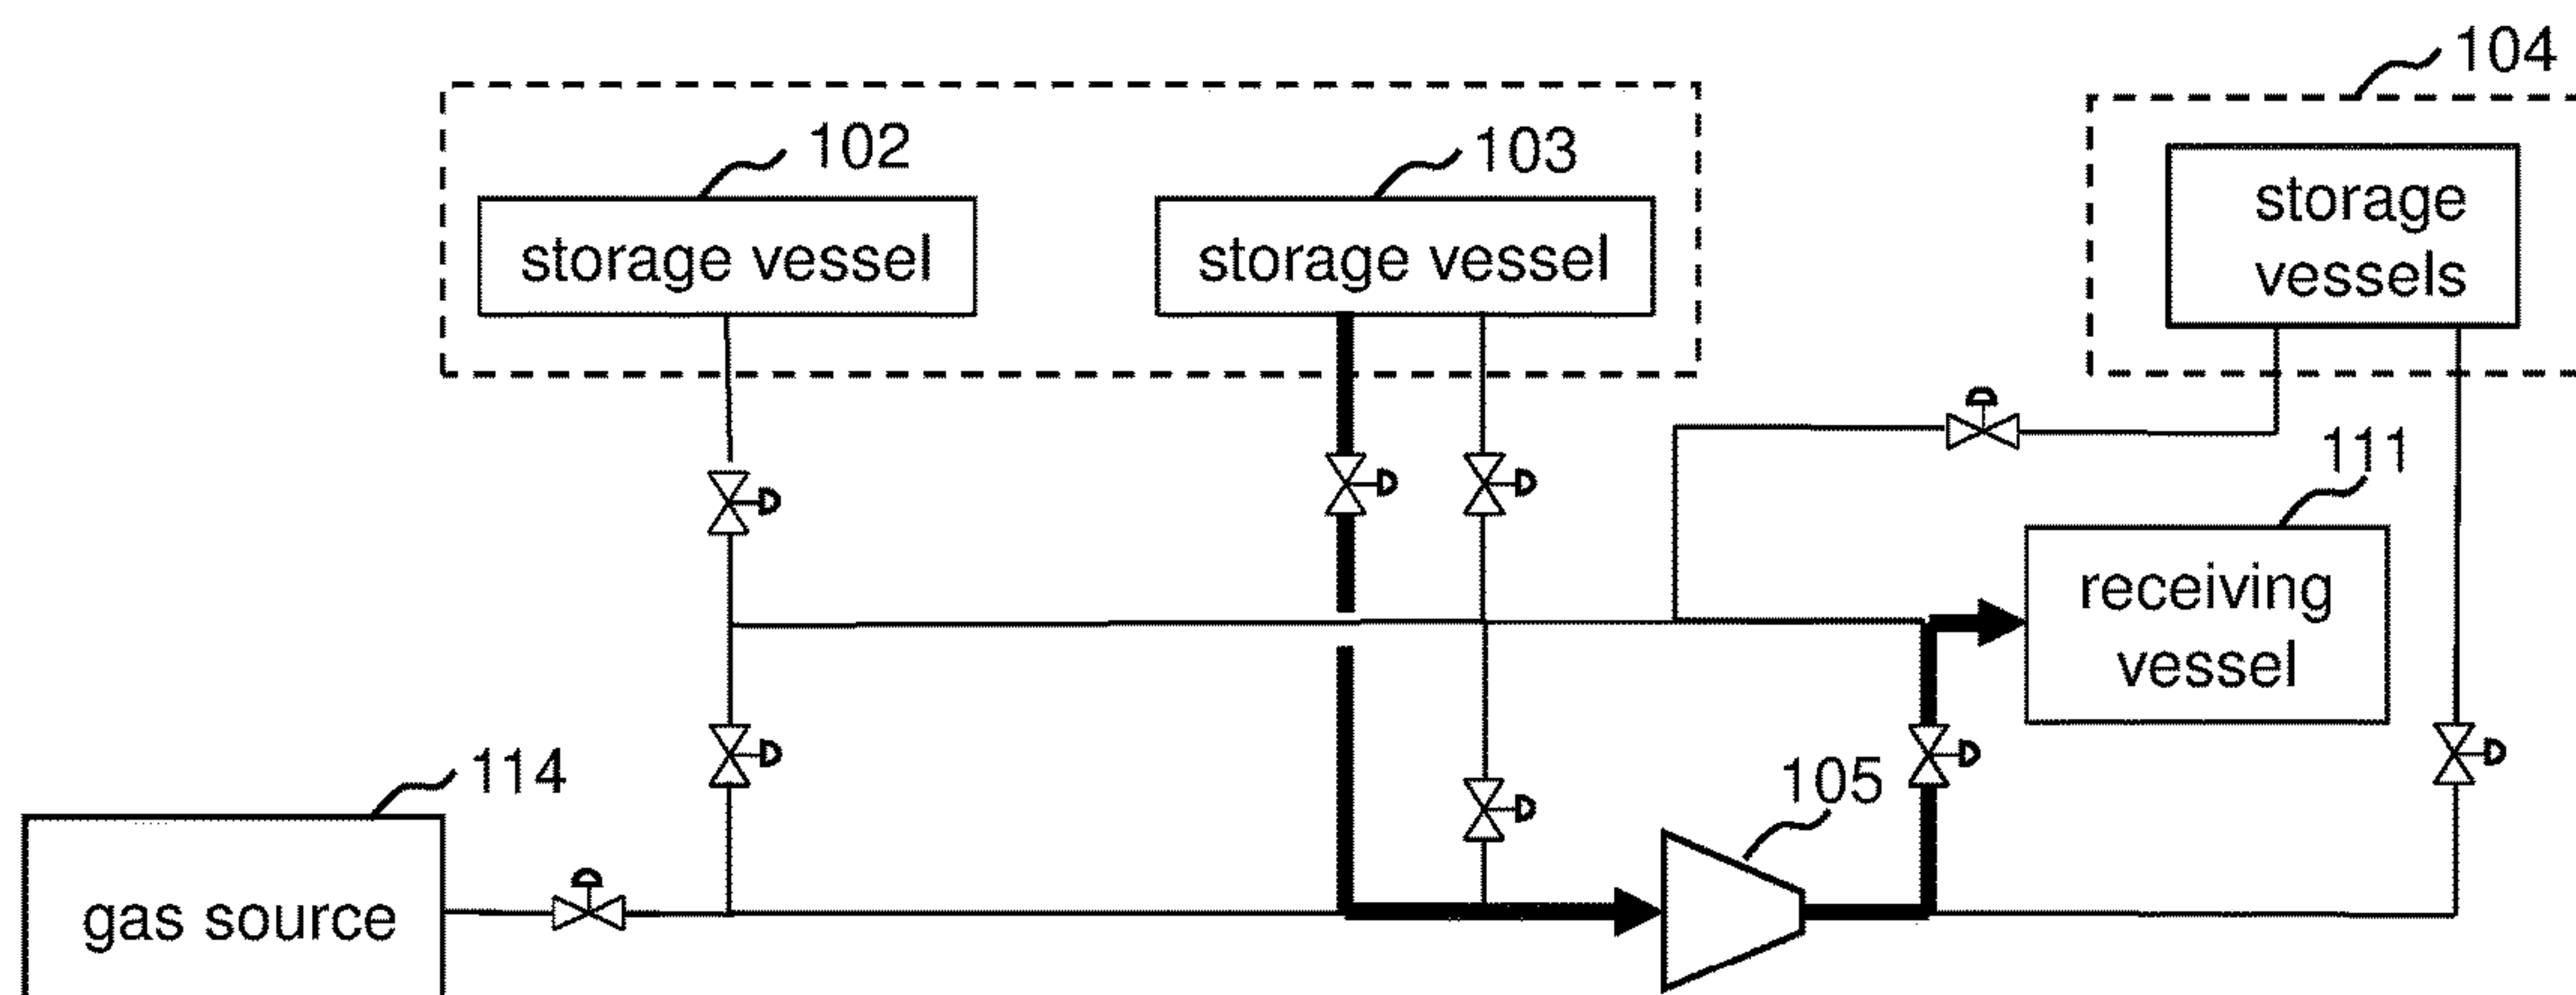 104
102
103
storage
vessels
storage vessel
storage vessel
111
receiving
vessel
114
105
gas source